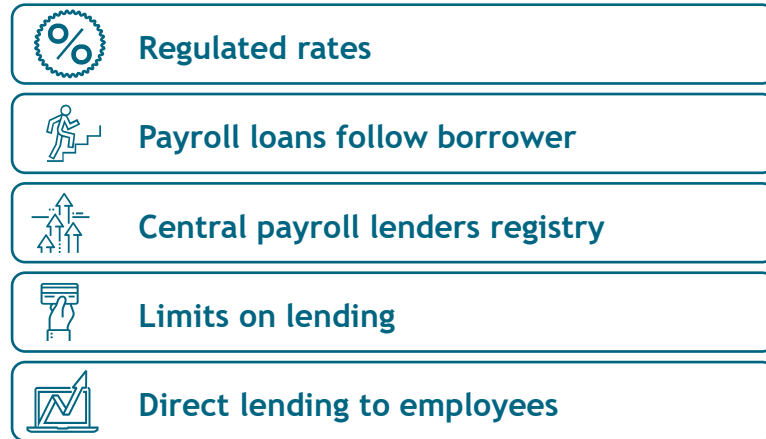 Regulated rates
Payroll loans follow borrower
Central payroll lenders registry
Limits on lending
Direct lending to employees